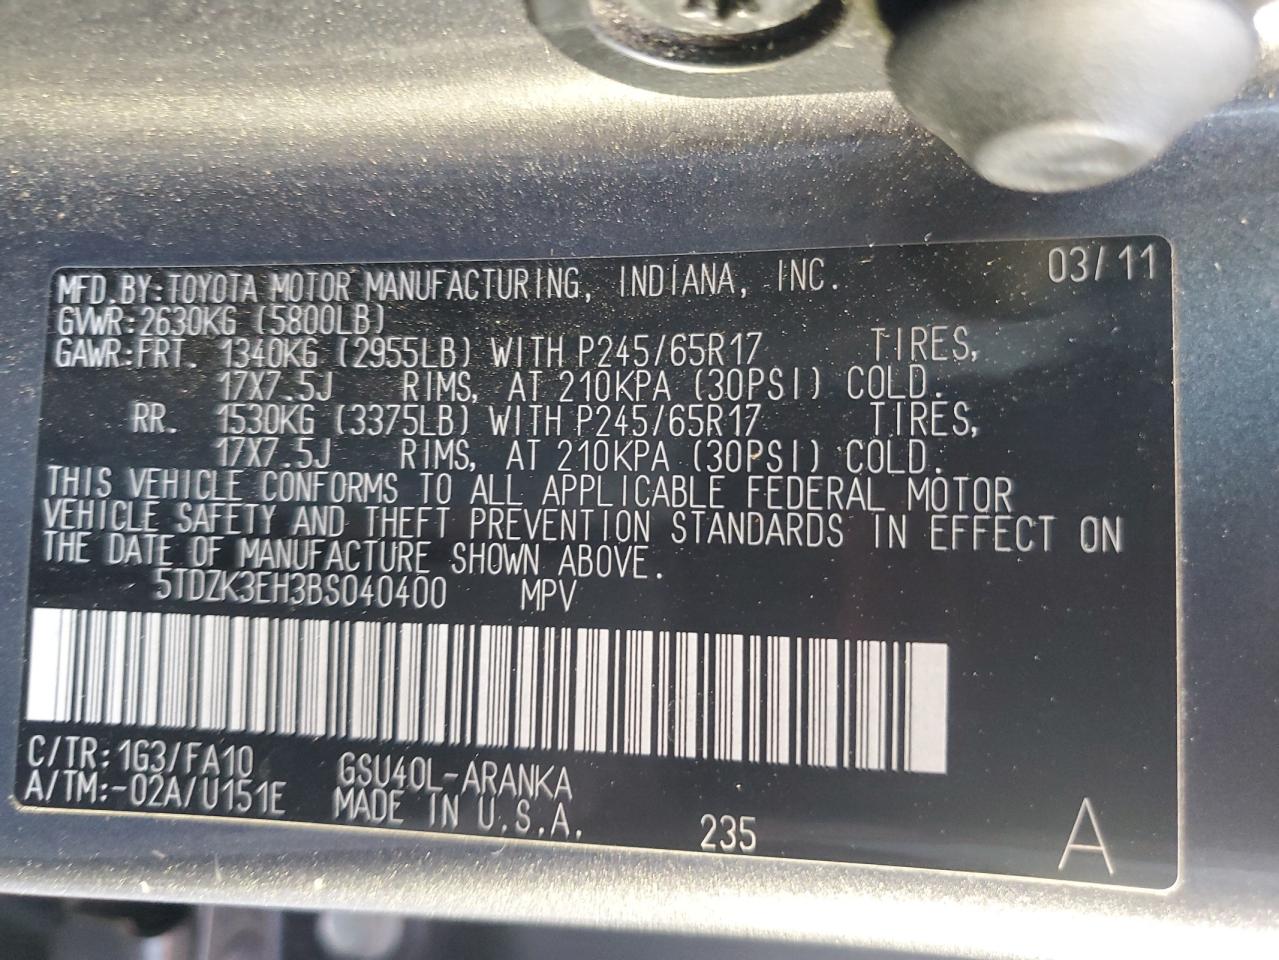 MFD.BY:TOYOTA MOTOR MANUFACTURING, INDIANA, INC. 03/11
GVWR:2630KG (5800LB)
GAWR:FRT. 1340KG (2955LB) WITH P245/65R17 TIRES,
17X7.5J RIMS, AT 210KPA (30PSI) COLD.
RR. 1530KG (3375LB) WITH P245/65R17 TIRES,
17X7.5J RIMS, AT 210KPA (30PSI) COLD.
THIS VEHICLE CONFORMS TO ALL APPLICABLE FEDERAL MOTOR
VEHICLE SAFETY AND THEFT PREVENTION STANDARDS IN EFFECT ON
THE DATE OF MANUFACTURE SHOWN ABOVE.
5TDZK3EH3BS040400 MPV
C/TR:1G3/FA10 GSU40L-ARANKA
A/TM:-02A/U151E MADE IN U.S.A. 235 A